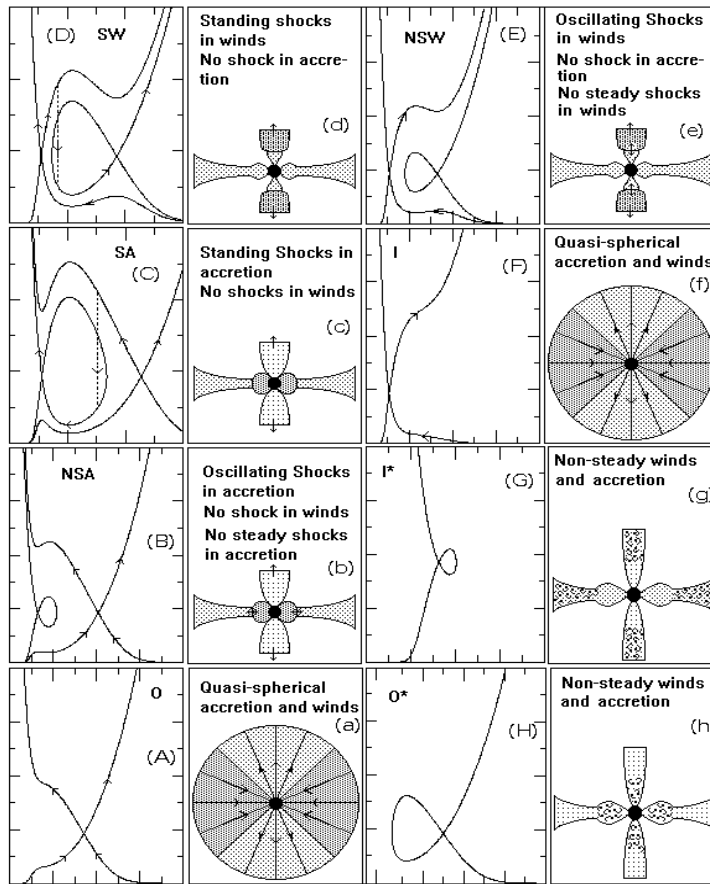 (D)
SW
Standing shocks
in winds
No shock in accre-
tion
(d)
NSW
(E)
Oscillating Shocks
in winds
No shock in accre-
tion
No steady shocks
in winds
(e)
SA
(C)
Standing Shocks in
accretion
No shocks in winds
(c)
I
(F)
Quasi-spherical
accretion and winds
(f)
NSA
(B)
Oscillating Shocks
in accretion
No shock in winds
No steady shocks
in accretion
(b)
I*
(G)
Non-steady winds
and accretion
(g)
O
(A)
Quasi-spherical
accretion and winds
(a)
O*
(H)
Non-steady winds
and accretion
(h)